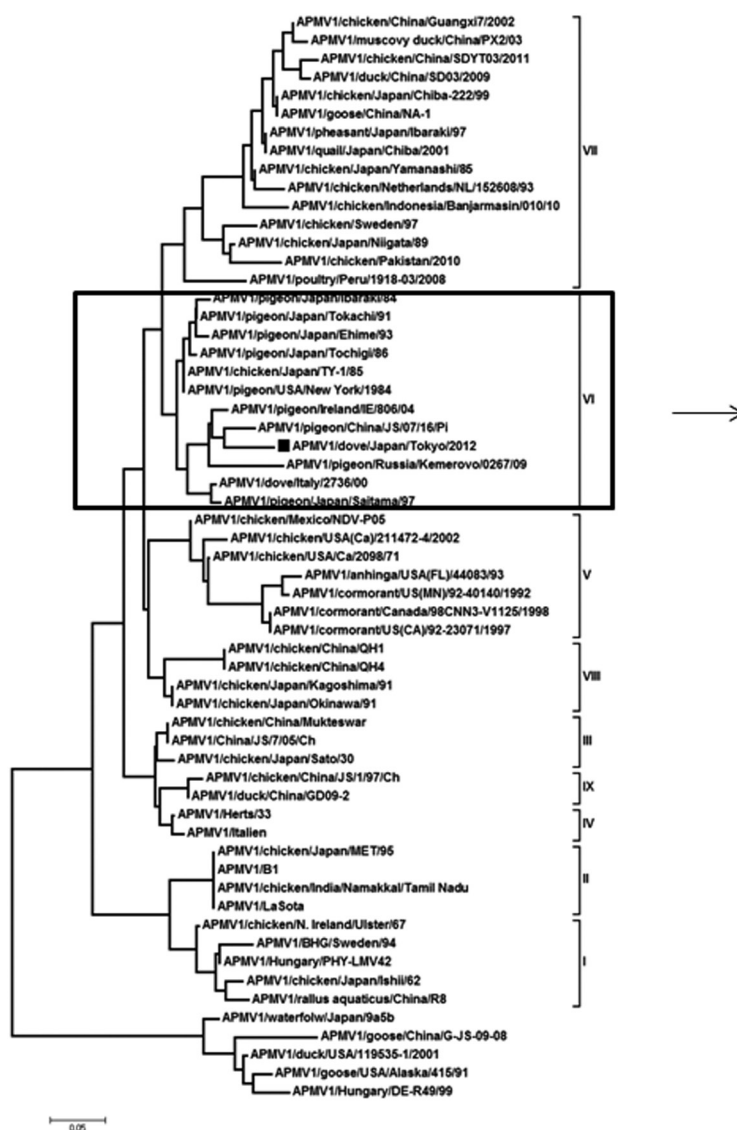 APMV1/chicken/China/Guangxi7/2002
APMV1/muscovy duck/China/PX2/03
APMV1/chicken/China/SDYT03/2011
APMV1/duck/China/SD03/2009
APMV1/chicken/Japan/Chiba-222/99
APMV1/goose/China/NA-1
APMV1/pheasant/Japan/Ibaraki/97
VII
APMV1/quail/Japan/Chiba/2001
APMV1/chicken/Japan/Yamanashi/85
APMV1/chicken/Netherlands/NL/152608/93
APMV1/chicken/Indonesia/Banjarmasin/010/10
APMV1/chicken/Sweden/97
APMV1/chicken/Japan/Niigata/89
APMV1/chicken/Pakistan/2010
APMV1/poultry/Peru/1918-03/2008
APMV1/pigeon/Japan/Ibaraki/84
APMV1/pigeon/Japan/Tokachi/91
APMV1/pigeon/Japan/Ehime/93
APMV1/pigeon/Japan/Tochigi/86
APMV1/chicken/Japan/TY-1/85
APMV1/pigeon/USA/New York/1984
VI
APMV1/pigeon/Ireland/IE/806/04
APMV1/pigeon/China/JS/07/16/Pi
APMV1/dove/Japan/Tokyo/2012
APMV1/pigeon/Russia/Kemerovo/0267/09
APMV1/dove/Italy/2736/00
APMV1/pigeon/Japan/Saitama/97
APMV1/chicken/Mexico/NDV-P05
APMV1/chicken/USA(Ca)/211472-4/2002
APMV1/chicken/USA/Ca/2098/71
APMV1/anhinga/USA(FL)/44083/93
V
APMV1/cormorant/US(MN)/92-40140/1992
APMV1/cormorant/Canada/98CNN3-V1125/1998
APMV1/cormorant/US(CA)/92-23071/1997
APMV1/chicken/China/QH1
APMV1/chicken/China/QH4
VIII
APMV1/chicken/Japan/Kagoshima/91
APMV1/chicken/Japan/Okinawa/91
APMV1/chicken/China/Mukteswar
APMV1/China/JS/7/05/Ch
III
APMV1/chicken/Japan/Sato/30
APMV1/chicken/China/JS/1/97/Ch
IX
APMV1/duck/China/GD09-2
APMV1/Herts/33
IV
APMV1/Italien
APMV1/chicken/Japan/MET/95
APMV1/B1
II
APMV1/chicken/India/Namakkal/Tamil Nadu
APMV1/LaSota
APMV1/chicken/N. Ireland/Ulster/67
APMV1/BHG/Sweden/94
APMV1/Hungary/PHY-LMV42
I
APMV1/chicken/Japan/Ishii/62
APMV1/rallus aquaticus/China/R8
APMV1/waterfolw/Japan/9a5b
APMV1/goose/China/G-JS-09-08
APMV1/duck/USA/119535-1/2001
APMV1/goose/USA/Alaska/415/91
APMV1/Hungary/DE-R49/99
0.05